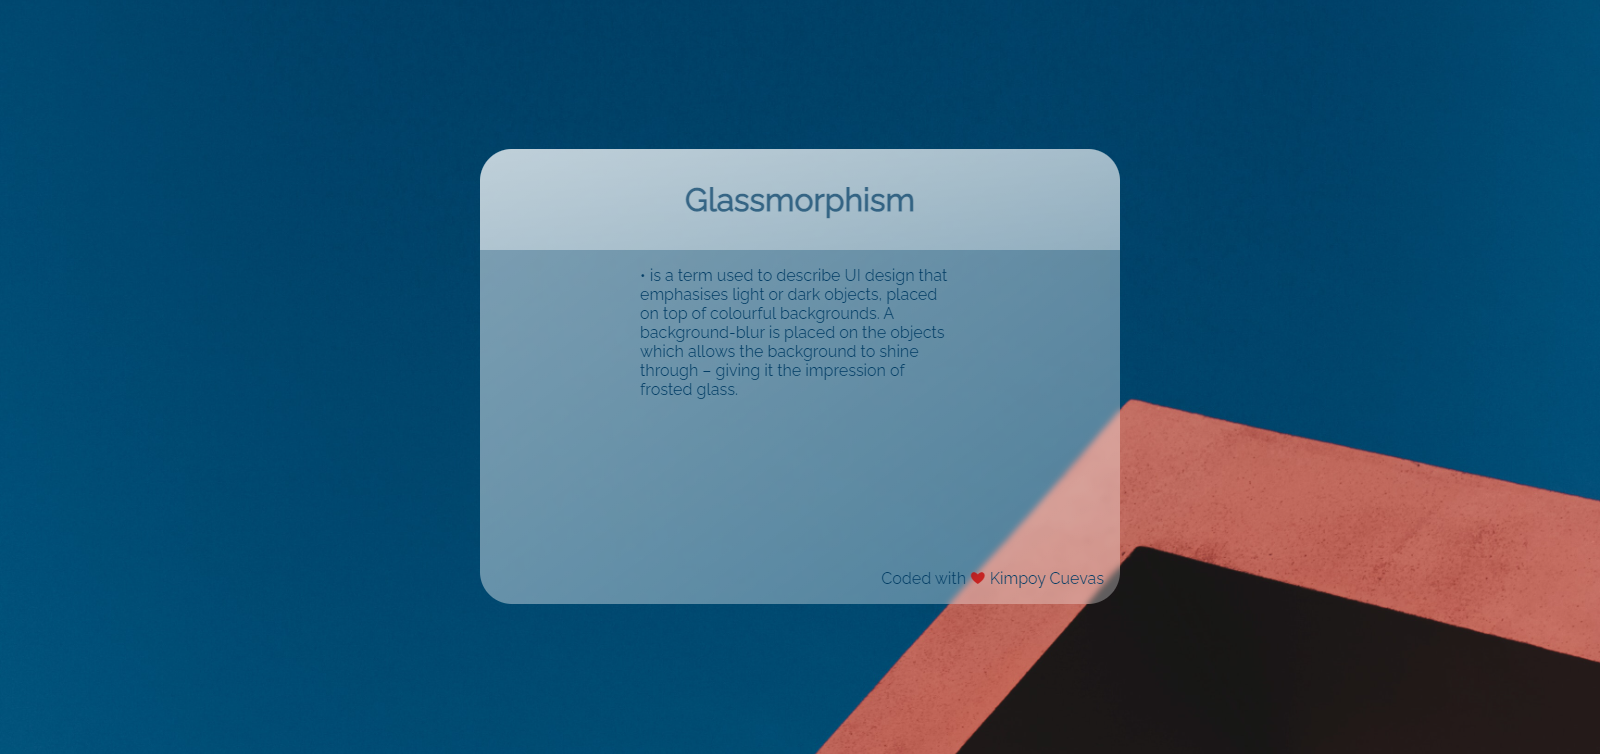 Glassmorphism
• is a term used to describe UI design that
emphasises light or dark objects, placed
on top of colourful backgrounds. A
background-blur is placed on the objects
which allows the background to shine
through – giving it the impression of
frosted glass.
Coded with ❤ Kimpoy Cuevas